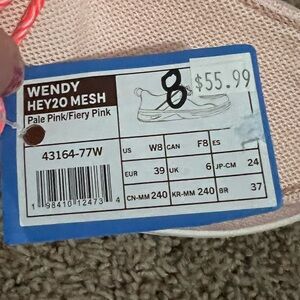 WENDY
HEY20 MESH
Pale Pink/Fiery Pink
8
$55.99
43164-77W
US W8 CAN F8 ES
EUR 39 UK 6 JP-CM 24
CN-MM 240 KR-MM 240 BR 37
1 98410 12473 4